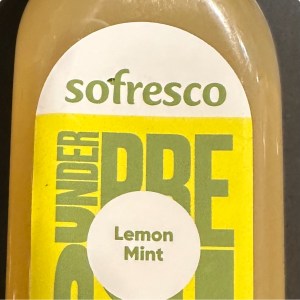 sofresco
UNDER
PRE
Lemon
Mint